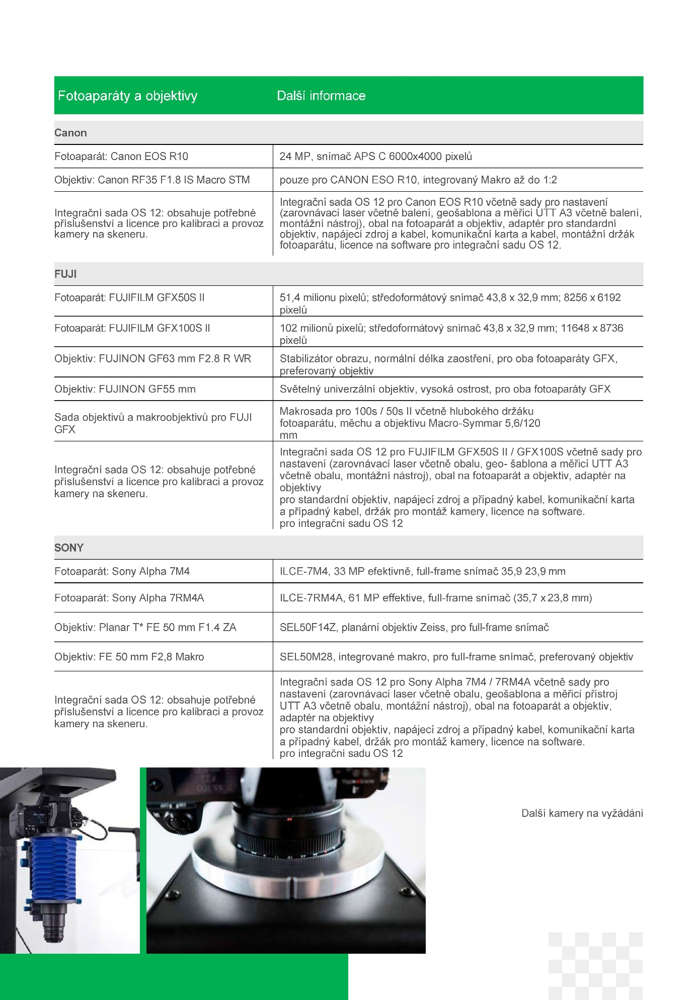 Fotoaparáty a objektivy Další informace
Canon
Fotoaparát: Canon EOS R10 24 MP, snímač APS C 6000x4000 pixelů
Objektiv: Canon RF35 F1.8 IS Macro STM pouze pro CANON ESO R10, integrovaný Makro až do 1:2
Integrační sada OS 12: obsahuje potřebné
příslušenství a licence pro kalibraci a provoz
kamery na skeneru.
Integrační sada OS 12 pro Canon EOS R10 včetně sady pro nastavení
(zarovnávací laser včetně balení, geošablona a měřicí UTT A3 včetně balení,
montážní nástroj), obal na fotoaparát a objektiv, adaptér pro standardní
objektiv, napájecí zdroj a kabel, komunikační karta a kabel, montážní držák
fotoaparátu, licence na software pro integrační sadu OS 12.
FUJI
Fotoaparát: FUJIFILM GFX50S II 51,4 milionu pixelů; středoformátový snímač 43,8 x 32,9 mm; 8256 x 6192
pixelů
Fotoaparát: FUJIFILM GFX100S II 102 milionů pixelů; středoformátový snímač 43,8 x 32,9 mm; 11648 x 8736
pixelů
Objektiv: FUJINON GF63 mm F2.8 R WR Stabilizátor obrazu, normální délka zaostření, pro oba fotoaparáty GFX,
preferovaný objektiv
Objektiv: FUJINON GF55 mm Světelný univerzální objektiv, vysoká ostrost, pro oba fotoaparáty GFX
Sada objektivů a makroobjektivů pro FUJI
GFX
Makrosada pro 100s / 50s II včetně hlubokého držáku
fotoaparátu, měchu a objektivu Macro-Symmar 5,6/120
mm
Integrační sada OS 12: obsahuje potřebné
příslušenství a licence pro kalibraci a provoz
kamery na skeneru.
Integrační sada OS 12 pro FUJIFILM GFX50S II / GFX100S včetně sady pro
nastavení (zarovnávací laser včetně obalu, geo- šablona a měřicí UTT A3
včetně obalu, montážní nástroj), obal na fotoaparát a objektiv, adaptér na
objektivy
pro standardní objektiv, napájecí zdroj a případný kabel, komunikační karta
a případný kabel, držák pro montáž kamery, licence na software.
pro integrační sadu OS 12
SONY
Fotoaparát: Sony Alpha 7M4 ILCE-7M4, 33 MP efektivně, full-frame snímač 35,9 23,9 mm
Fotoaparát: Sony Alpha 7RM4A ILCE-7RM4A, 61 MP effektive, full-frame snímač (35,7 x 23,8 mm)
Objektiv: Planar T* FE 50 mm F1.4 ZA SEL50F14Z, planární objektiv Zeiss, pro full-frame snímač
Objektiv: FE 50 mm F2,8 Makro SEL50M28, integrované makro, pro full-frame snímač, preferovaný objektiv
Integrační sada OS 12: obsahuje potřebné
příslušenství a licence pro kalibraci a provoz
kamery na skeneru.
Integrační sada OS 12 pro Sony Alpha 7M4 / 7RM4A včetně sady pro
nastavení (zarovnávací laser včetně obalu, geošablona a měřicí přístroj
UTT A3 včetně obalu, montážní nástroj), obal na fotoaparát a objektiv,
adaptér na objektivy
pro standardní objektiv, napájecí zdroj a případný kabel, komunikační karta
a případný kabel, držák pro montáž kamery, licence na software.
pro integrační sadu OS 12
Další kamery na vyžádání